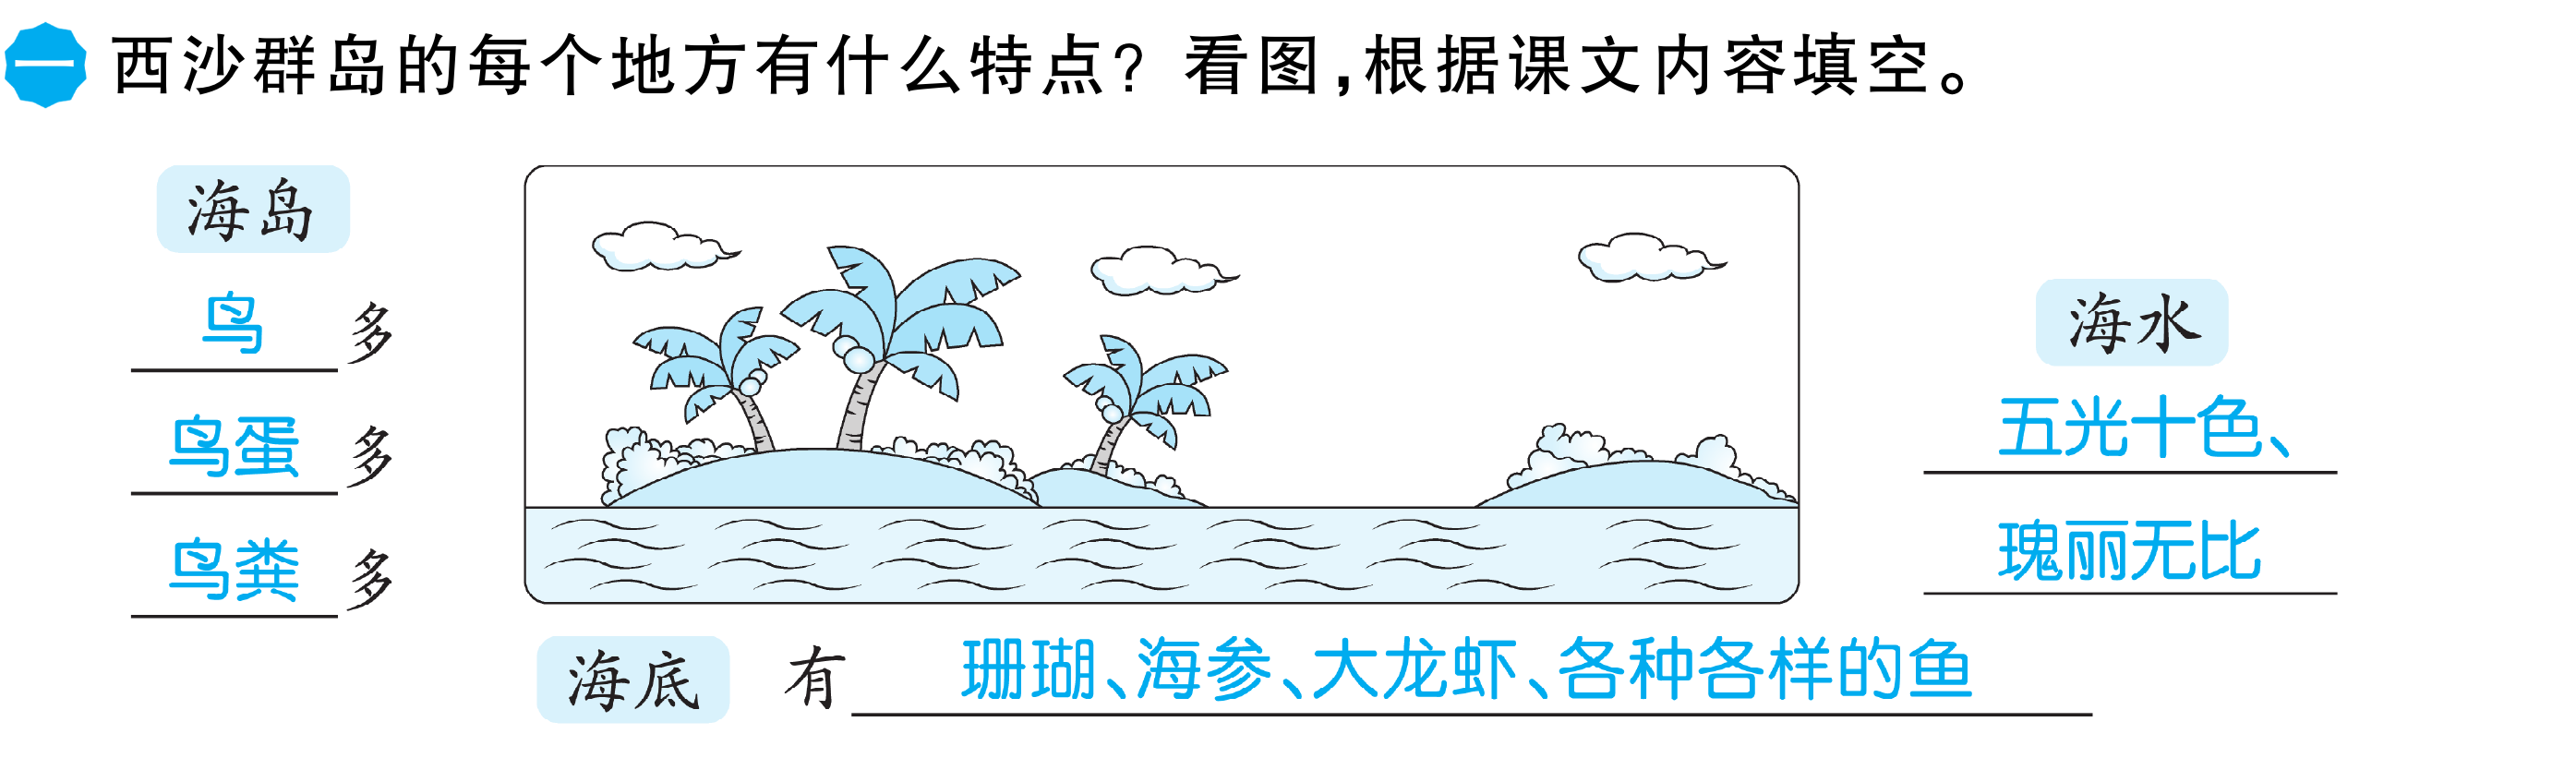 一 西沙群岛的每个地方有什么特点？看图,根据课文内容填空。
海岛
鸟 多
鸟蛋 多
鸟粪 多
海水
五光十色、
瑰丽无比
海底 有 珊瑚、海参、大龙虾、各种各样的鱼